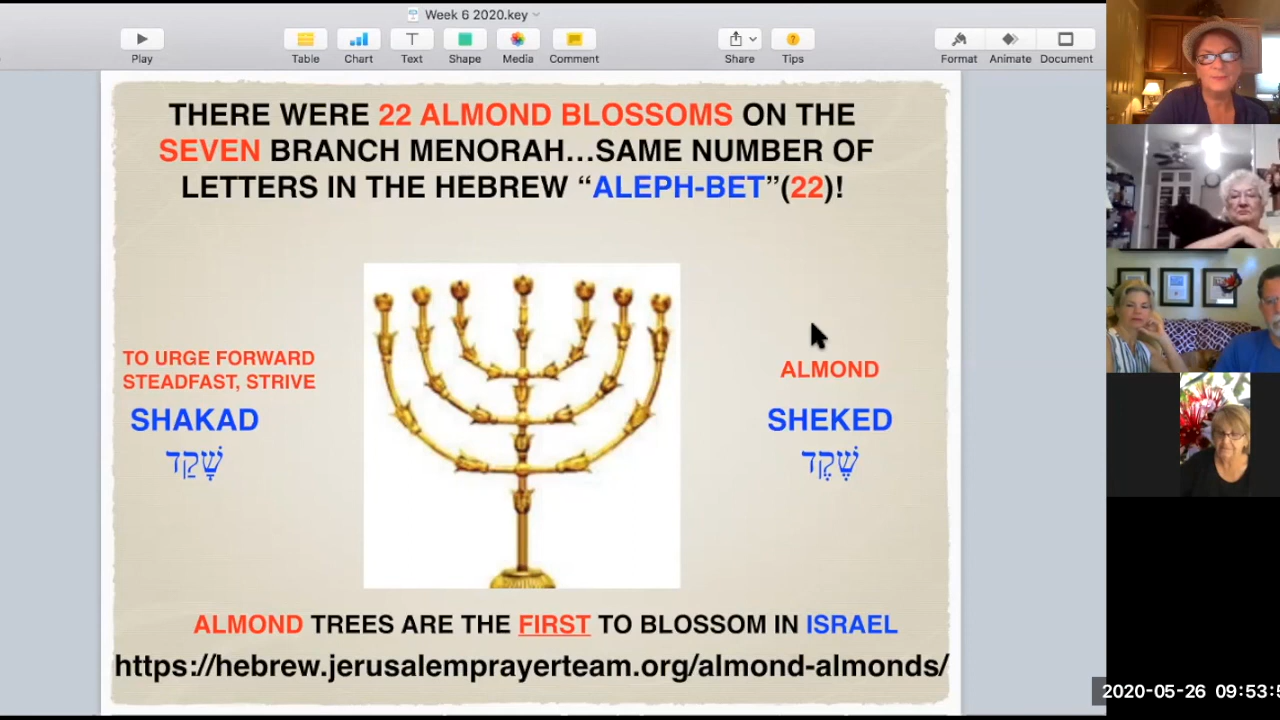 Week 6 2020.key
Play
Table
Chart
Text
Shape
Media
Comment
Share
Tips
Format
Animate
Document
THERE WERE 22 ALMOND BLOSSOMS ON THE
SEVEN BRANCH MENORAH...SAME NUMBER OF
LETTERS IN THE HEBREW “ALEPH-BET”(22)!
TO URGE FORWARD
STEADFAST, STRIVE
SHAKAD
שָׁקַד
ALMOND
SHEKED
שָׁקֶד
ALMOND TREES ARE THE FIRST TO BLOSSOM IN ISRAEL
https://hebrew.jerusalemprayerteam.org/almond-almonds/
2020-05-26 09:53:5